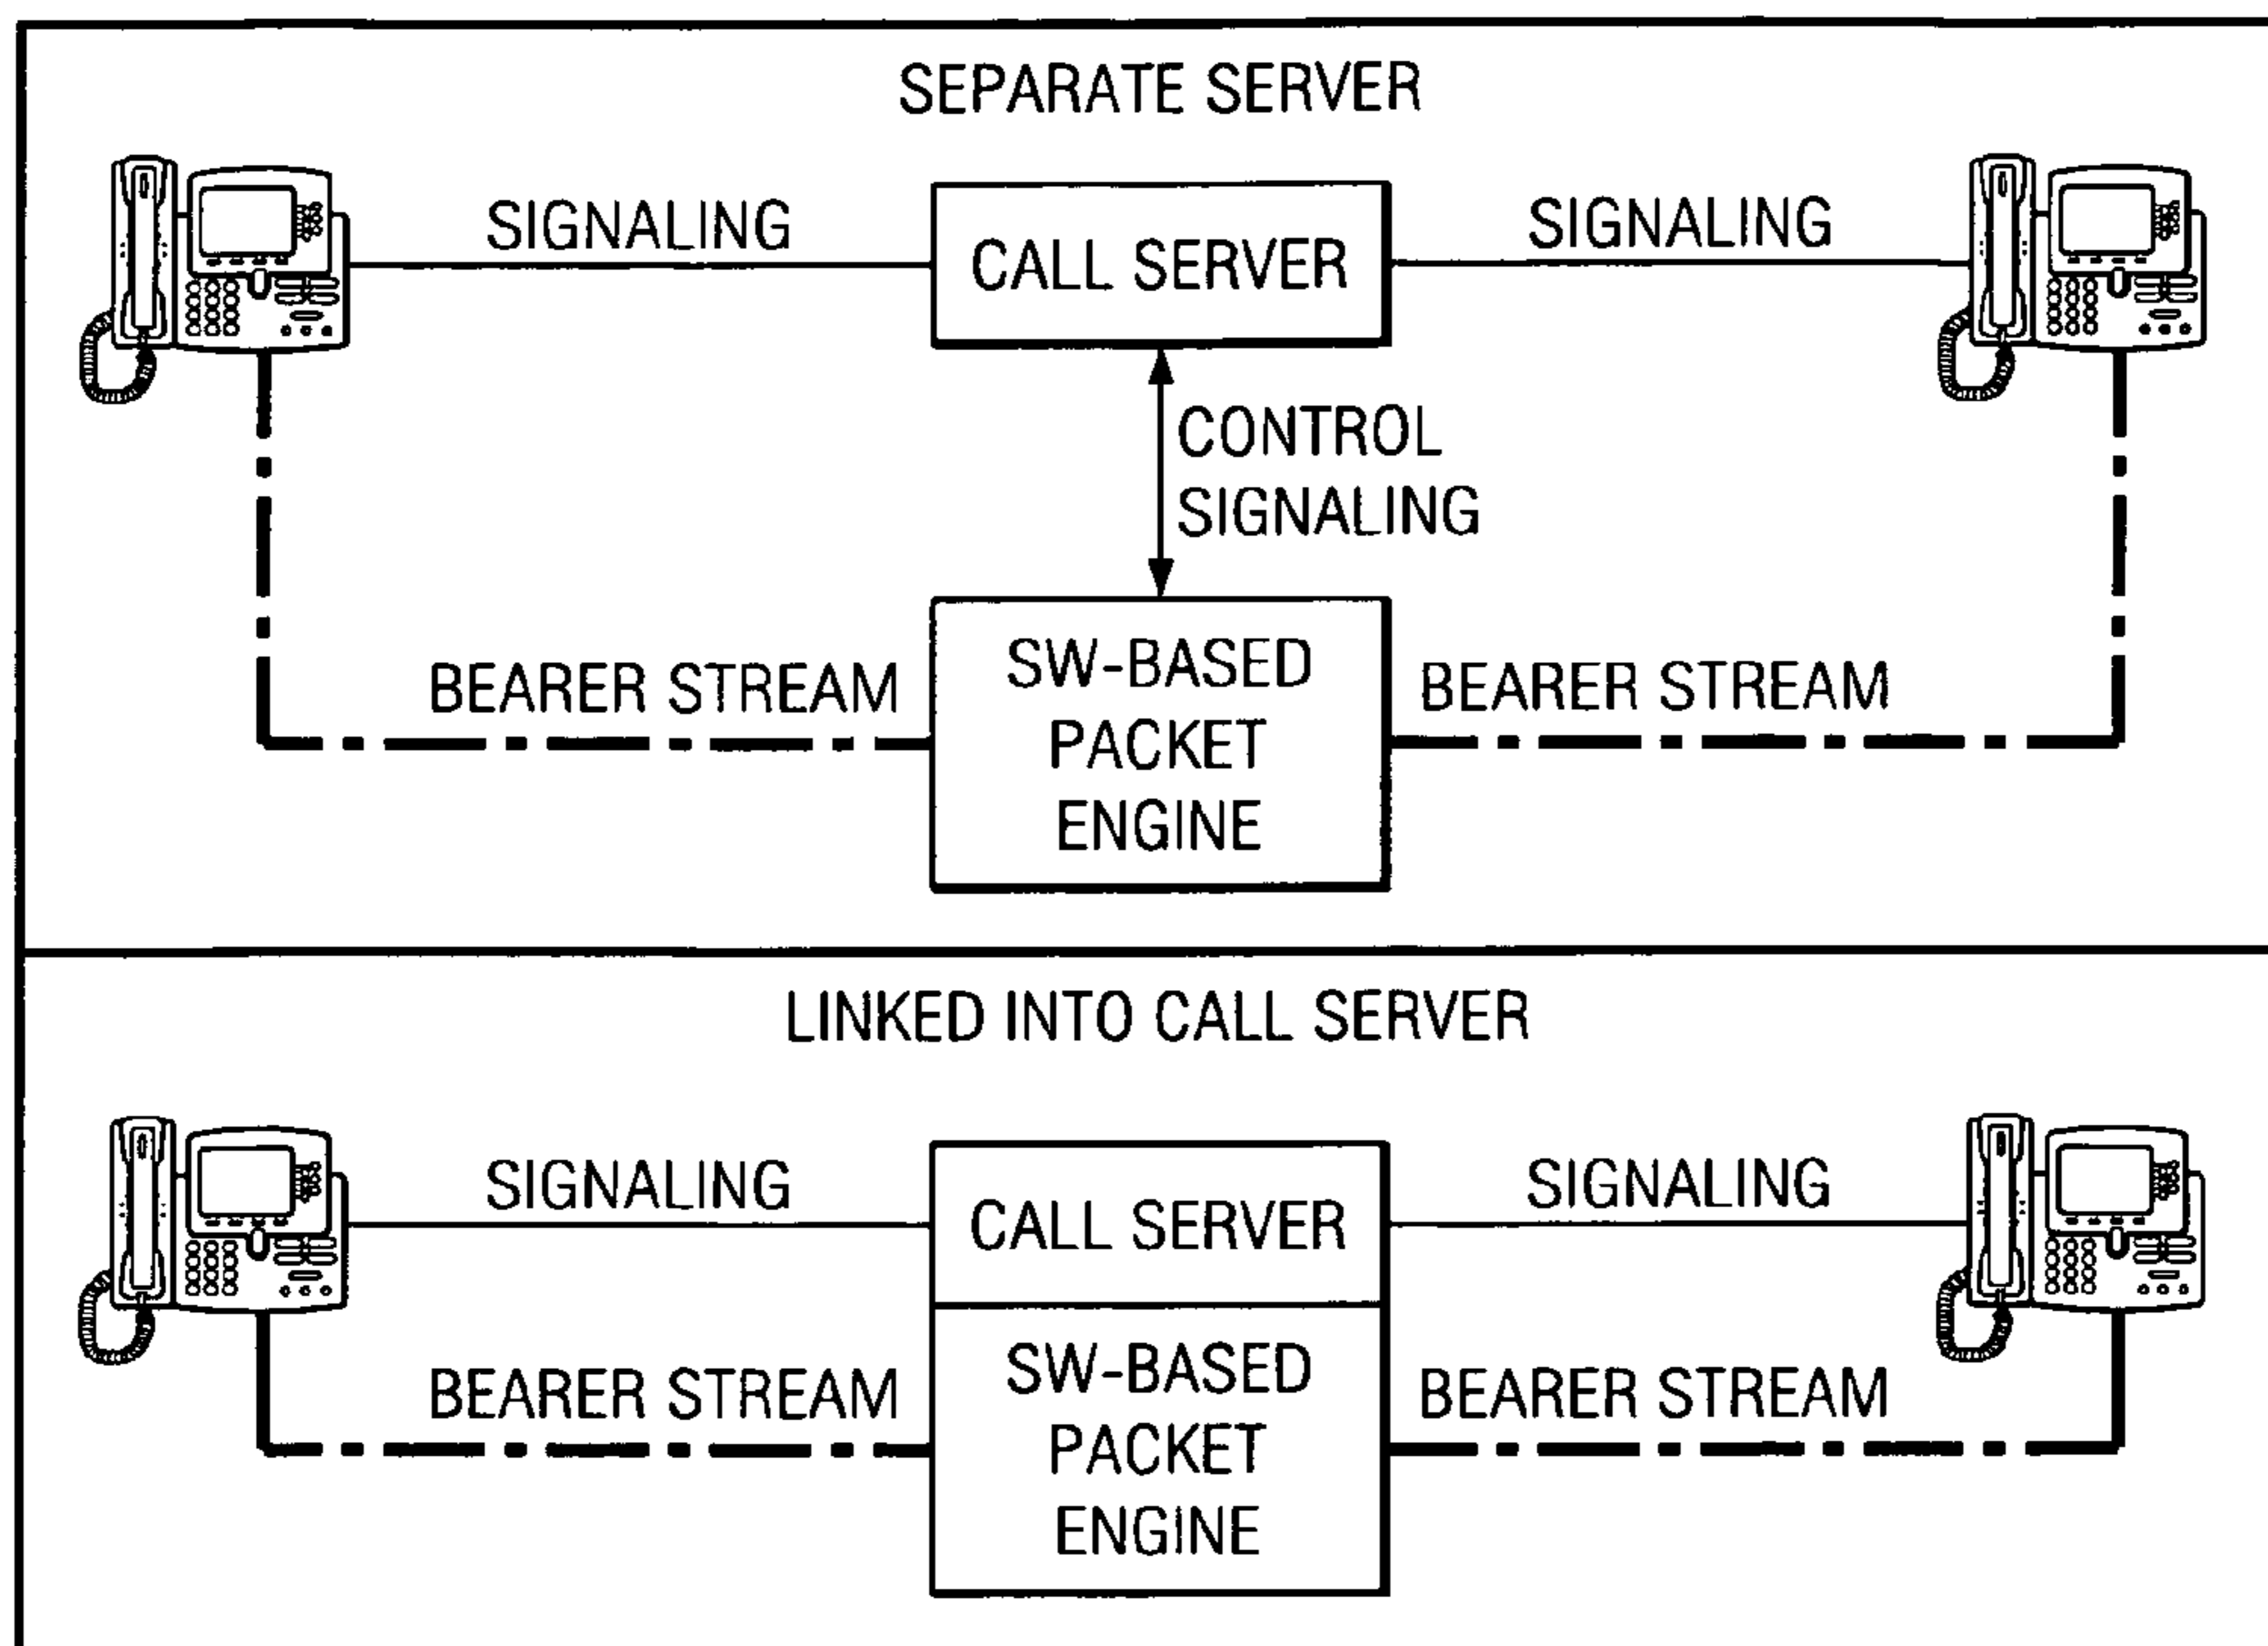 SEPARATE SERVER
SIGNALING
CALL SERVER
SIGNALING
CONTROL
SIGNALING
BEARER STREAM
SW-BASED
PACKET
ENGINE
BEARER STREAM
LINKED INTO CALL SERVER
SIGNALING
CALL SERVER
SIGNALING
BEARER STREAM
SW-BASED
PACKET
ENGINE
BEARER STREAM